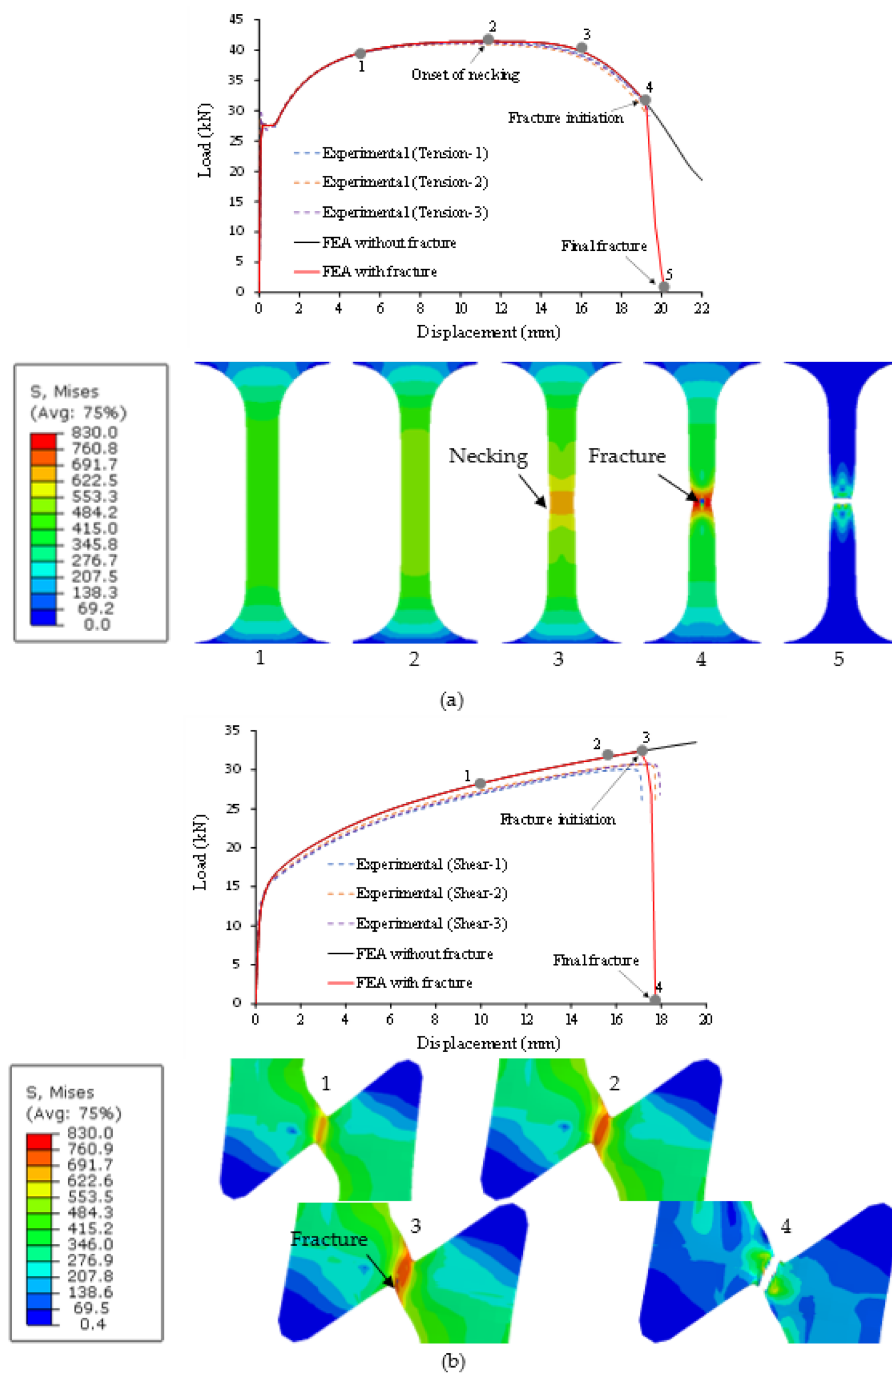 45
40
35
30
25
20
15
10
5
0
Load (kN)
1
2
3
4
5
Onset of necking
Fracture initiation
Final fracture
Experimental (Tension-1)
Experimental (Tension-2)
Experimental (Tension-3)
FEA without fracture
FEA with fracture
0 2 4 6 8 10 12 14 16 18 20 22
Displacement (mm)
S, Mises
(Avg: 75%)
830.0
760.8
691.7
622.5
553.3
484.2
415.0
345.8
276.7
207.5
138.3
69.2
0.0
Necking
Fracture
1 2 3 4 5
(a)
35
30
25
20
15
10
5
0
Load (kN)
1
2
3
4
Fracture initiation
Final fracture
Experimental (Shear-1)
Experimental (Shear-2)
Experimental (Shear-3)
FEA without fracture
FEA with fracture
0 2 4 6 8 10 12 14 16 18 20
Displacement (mm)
S, Mises
(Avg: 75%)
830.0
760.9
691.7
622.6
553.5
484.3
415.2
346.0
276.9
207.8
138.6
69.5
0.4
1
2
3
4
Fracture
(b)